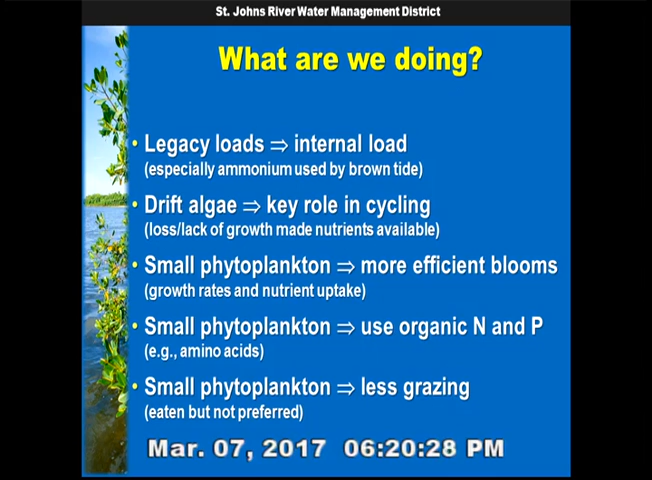 St. Johns River Water Management District
What are we doing?
• Legacy loads ⇒ internal load
(especially ammonium used by brown tide)
• Drift algae ⇒ key role in cycling
(loss/lack of growth made nutrients available)
• Small phytoplankton ⇒ more efficient blooms
(growth rates and nutrient uptake)
• Small phytoplankton ⇒ use organic N and P
(e.g., amino acids)
• Small phytoplankton ⇒ less grazing
(eaten but not preferred)
Mar. 07, 2017 06:20:28 PM